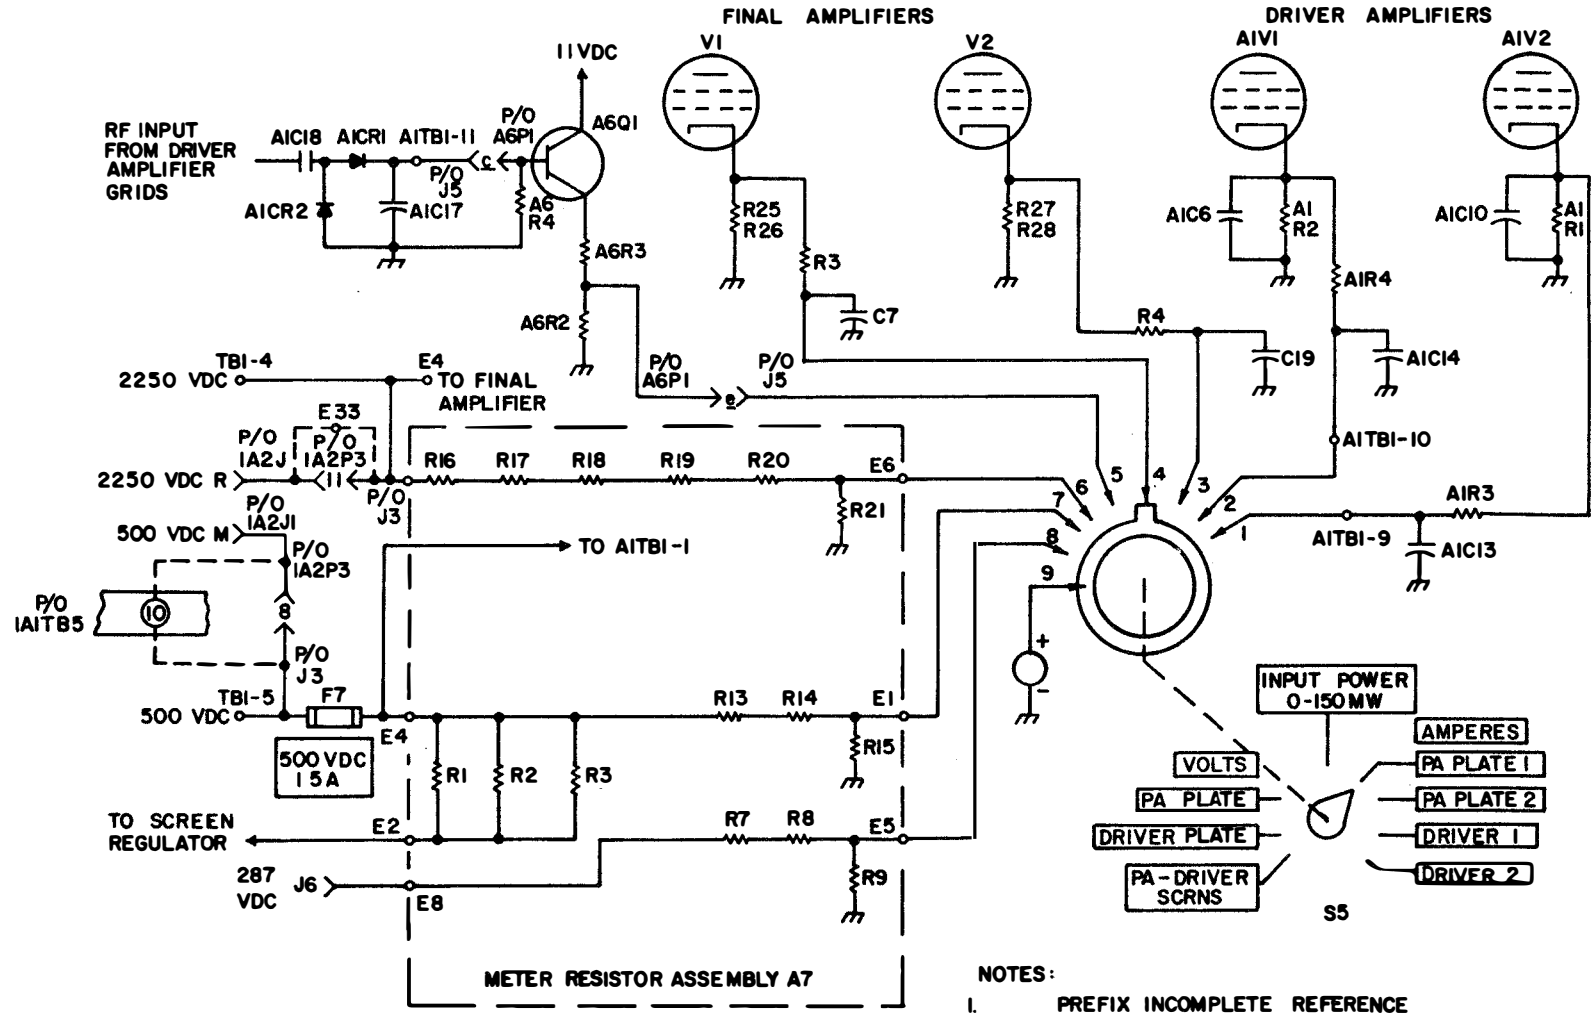 FINAL AMPLIFIERS
DRIVER AMPLIFIERS
V1
V2
A1V1
A1V2
11VDC
RF INPUT
FROM DRIVER
AMPLIFIER
GRIDS
A1C18
A1CR1
A1TB1-11
P/O
A6P1
A6Q1
c
P/O
J5
A1CR2
A1C17
A6
R4
R25
R26
R27
R28
A1C6
A1
R2
A1C10
A1
R1
A6R3
R3
A1R4
A6R2
C7
R4
C19
A1C14
TB1-4
2250 VDC
E4
TO FINAL
AMPLIFIER
P/O
A6P1
e
P/O
J5
E33
P/O
1A2J
P/O
1A2P3
2250 VDC R
11
P/O
J3
R16
R17
R18
R19
R20
E6
R21
A1TB1-10
5
4
3
6
2
7
1
8
9
A1R3
A1TB1-9
A1C13
P/O
1A2J1
500 VDC M
P/O
1A2P3
TO A1TB1-1
P/O
1A1TB5
10
8
P/O
J3
+
-
TB1-5
500 VDC
F7
E4
500 VDC
1 5 A
R13
R14
E1
R15
R1
R2
R3
TO SCREEN
REGULATOR
E2
R7
R8
E5
R9
287
VDC
J6
E8
INPUT POWER
0-150 MW
AMPERES
VOLTS
PA PLATE 1
PA PLATE
PA PLATE 2
DRIVER PLATE
DRIVER 1
PA-DRIVER
SCRNS
DRIVER 2
S5
METER RESISTOR ASSEMBLY A7
NOTES:
1. PREFIX INCOMPLETE REFERENCE